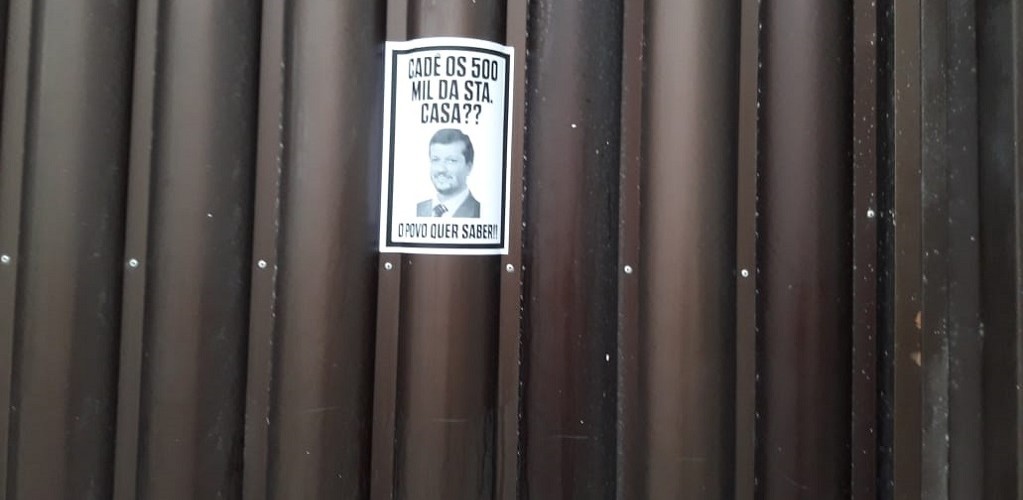 CADÊ OS 500
MIL DA STA.
CASA??
O POVO QUER SABER!!